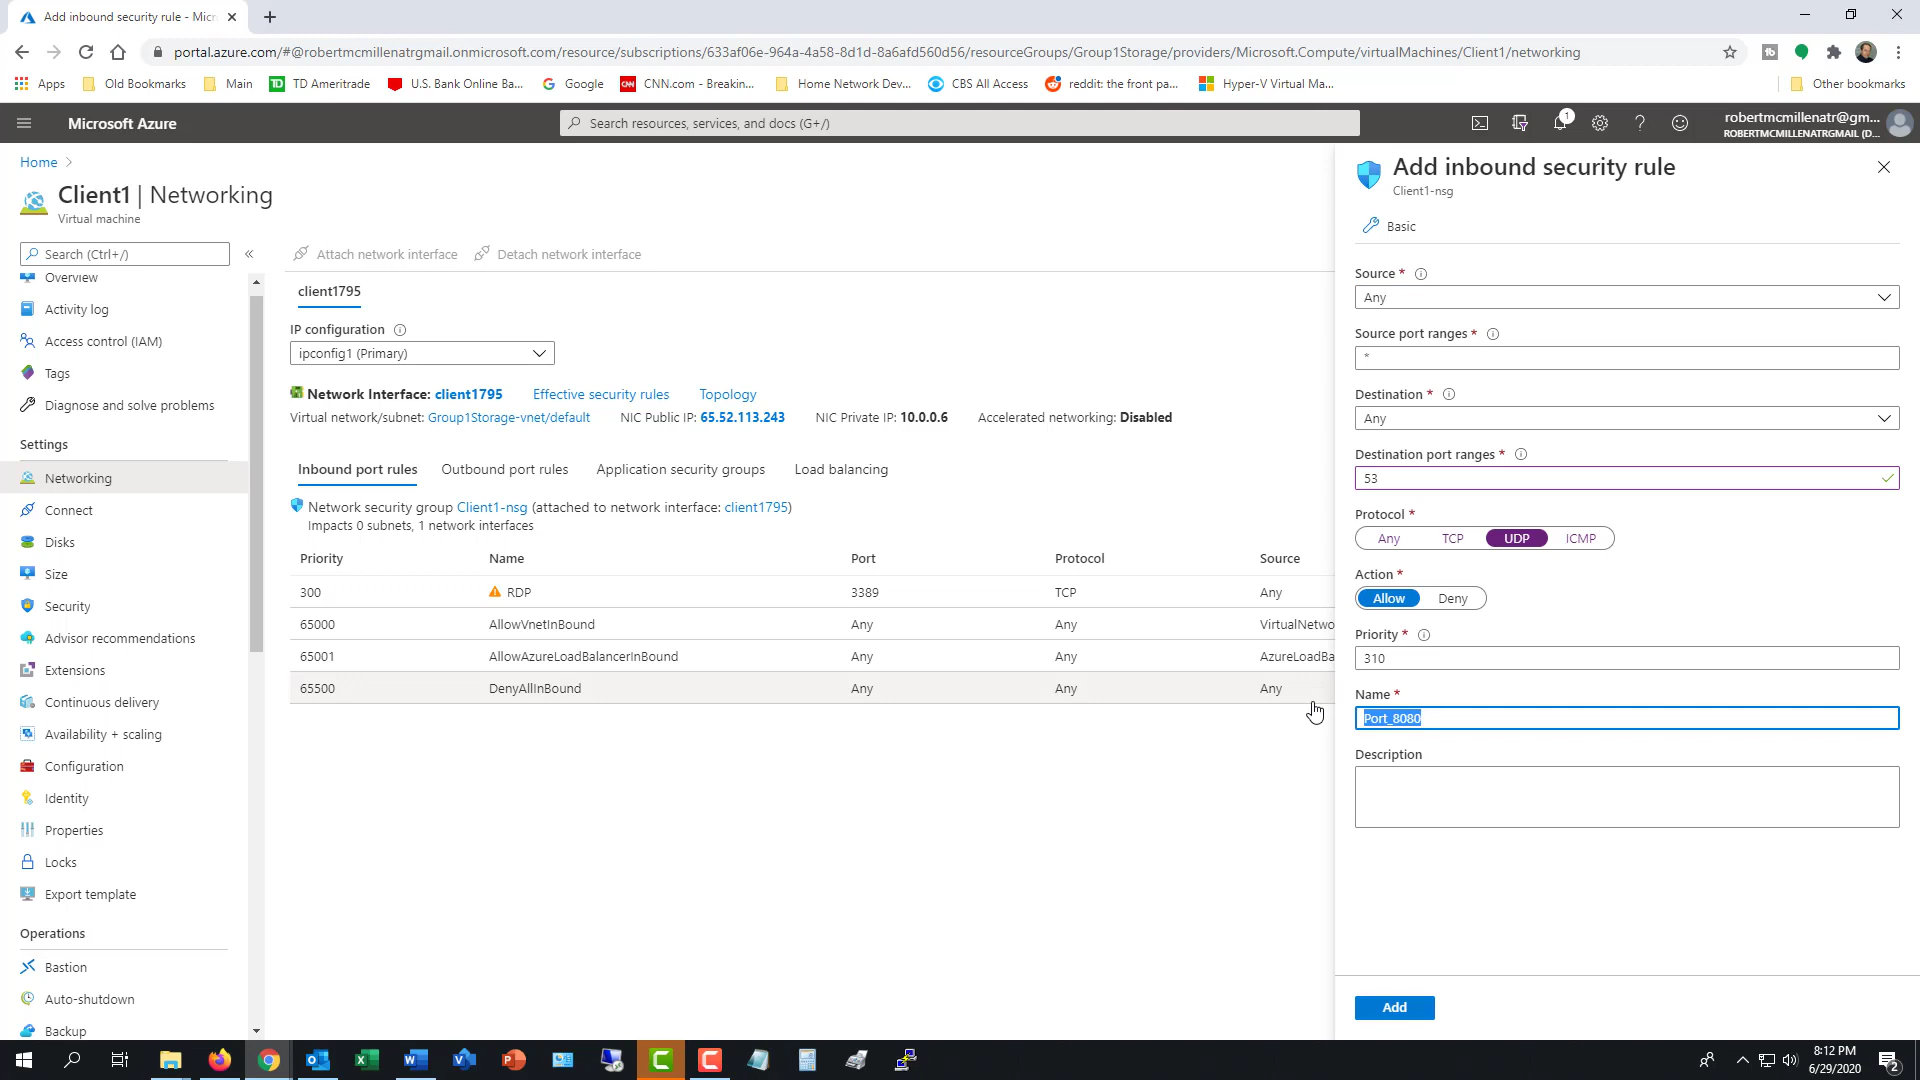 Add inbound security rule - Micr
portal.azure.com/#@robertmcmillenatrgmail.onmicrosoft.com/resource/subscriptions/633af06e-964a-4a58-8d1d-8a6afd560d56/resourceGroups/Group1Storage/providers/Microsoft.Compute/virtualMachines/Client1/networking
Apps Old Bookmarks Main TD Ameritrade U.S. Bank Online Ba... Google CNN.com - Breakin... Home Network Dev... CBS All Access reddit: the front pa... Hyper-V Virtual Ma... Other bookmarks
Microsoft Azure Search resources, services, and docs (G+/) 1 robertmcmillenatr@gm...
ROBERTMCMILLENATRGMAIL (D...
Home
Client1 | Networking
Virtual machine
Search (Ctrl+/)
Overview
Activity log
Access control (IAM)
Tags
Diagnose and solve problems
Settings
Networking
Connect
Disks
Size
Security
Advisor recommendations
Extensions
Continuous delivery
Availability + scaling
Configuration
Identity
Properties
Locks
Export template
Operations
Bastion
Auto-shutdown
Backup
Attach network interface Detach network interface
client1795
IP configuration
ipconfig1 (Primary)
Network Interface: client1795 Effective security rules Topology
Virtual network/subnet: Group1Storage-vnet/default NIC Public IP: 65.52.113.243 NIC Private IP: 10.0.0.6 Accelerated networking: Disabled
Inbound port rules Outbound port rules Application security groups Load balancing
Network security group Client1-nsg (attached to network interface: client1795)
Impacts 0 subnets, 1 network interfaces
Priority Name Port Protocol Source
300 RDP 3389 TCP Any
65000 AllowVnetInBound Any Any VirtualNetwo
65001 AllowAzureLoadBalancerInBound Any Any AzureLoadBa
65500 DenyAllInBound Any Any Any
Add inbound security rule
Client1-nsg
Basic
Source *
Any
Source port ranges *
*
Destination *
Any
Destination port ranges *
53
Protocol *
Any TCP UDP ICMP
Action *
Allow Deny
Priority *
310
Name *
Port_8080
Description
Add
8:12 PM
6/29/2020
2